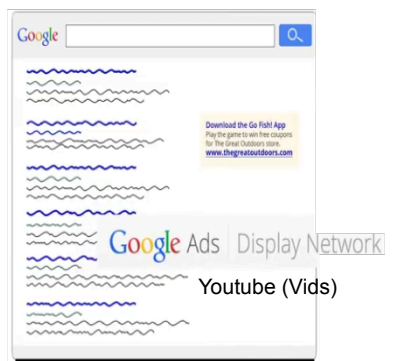 Google
Download the Go Fish! App
Play the game to win free coupons
for The Great Outdoors store.
www.thegreatoutdoors.com
Google Ads Display Network
Youtube (Vids)